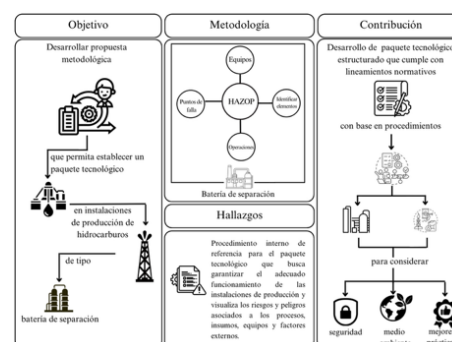 Objetivo
Desarrollar propuesta
metodológica
que permita establecer un
paquete tecnológico
en instalaciones
de producción de
hidrocarburos
de tipo
batería de separación
Metodología
Equipos
Puntos de
fallo
HAZOP
Identificar
elementos
Operaciones
Batería de separación
Hallazgos
Procedimiento interno de
referencia para el paquete
tecnológico que busca
garantizar el adecuado
funcionamiento de las
instalaciones de producción y
visualiza los riesgos y peligros
asociados a los procesos,
insumos, equipos y factores
externos.
Contribución
Desarrollo de paquete tecnológico
estructurado que cumple con
lineamientos normativos
con base en procedimientos
para considerar
seguridad
medio
mejores